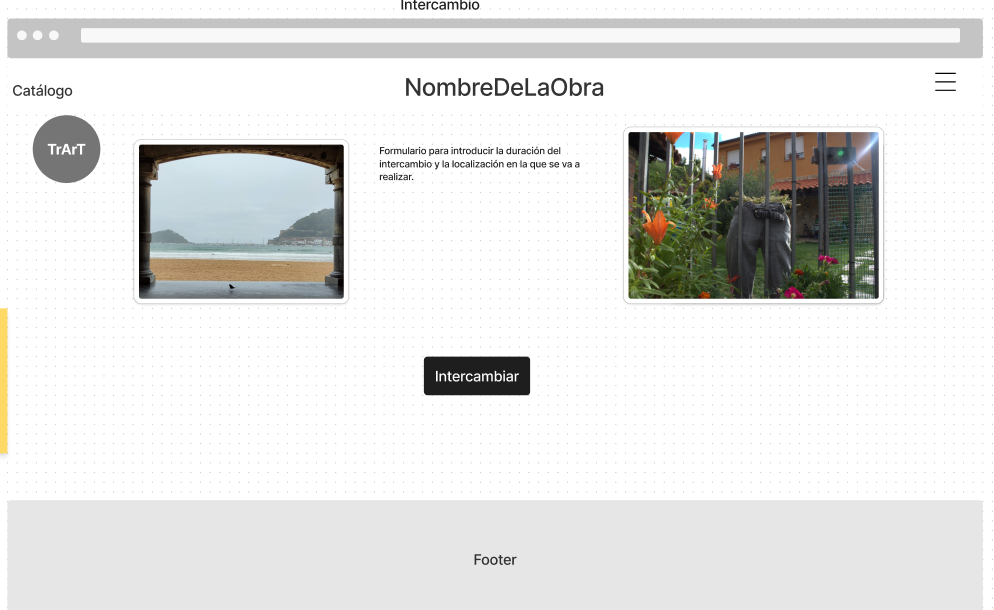 Intercambio
Catálogo
NombreDeLaObra
TrArT
Formulario para introducir la duración del
intercambio y la localización en la que se va a
realizar.
Intercambiar
Footer